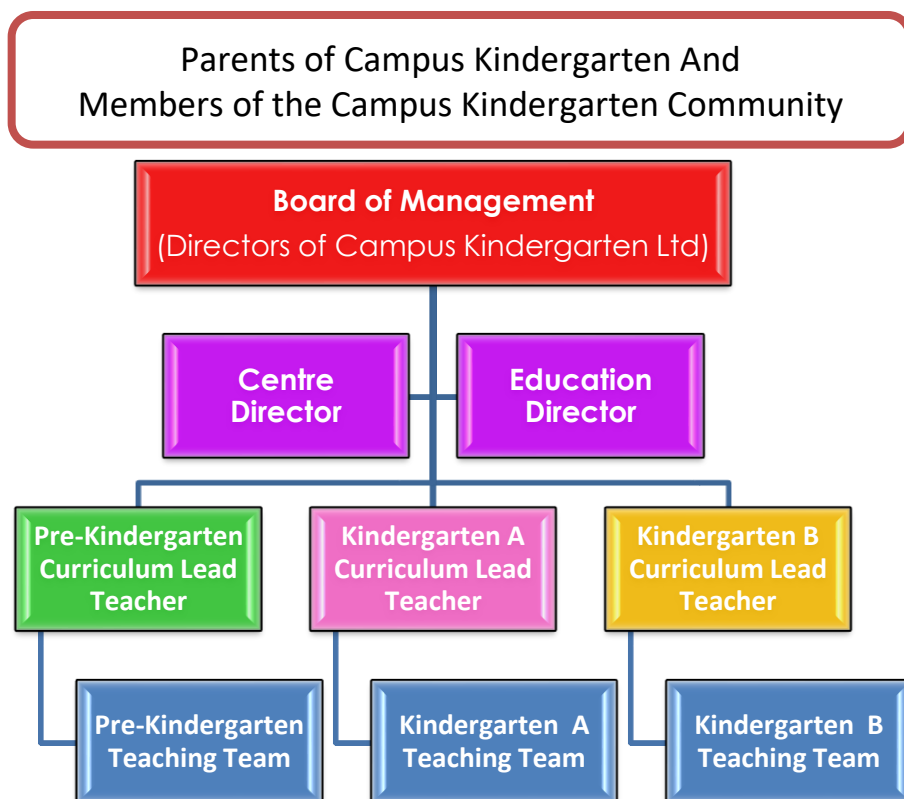 Parents of Campus Kindergarten And
Members of the Campus Kindergarten Community
Board of Management
(Directors of Campus Kindergarten Ltd)
Centre
Director
Education
Director
Pre-Kindergarten
Curriculum Lead
Teacher
Kindergarten A
Curriculum Lead
Teacher
Kindergarten B
Curriculum Lead
Teacher
Pre-Kindergarten
Teaching Team
Kindergarten A
Teaching Team
Kindergarten B
Teaching Team